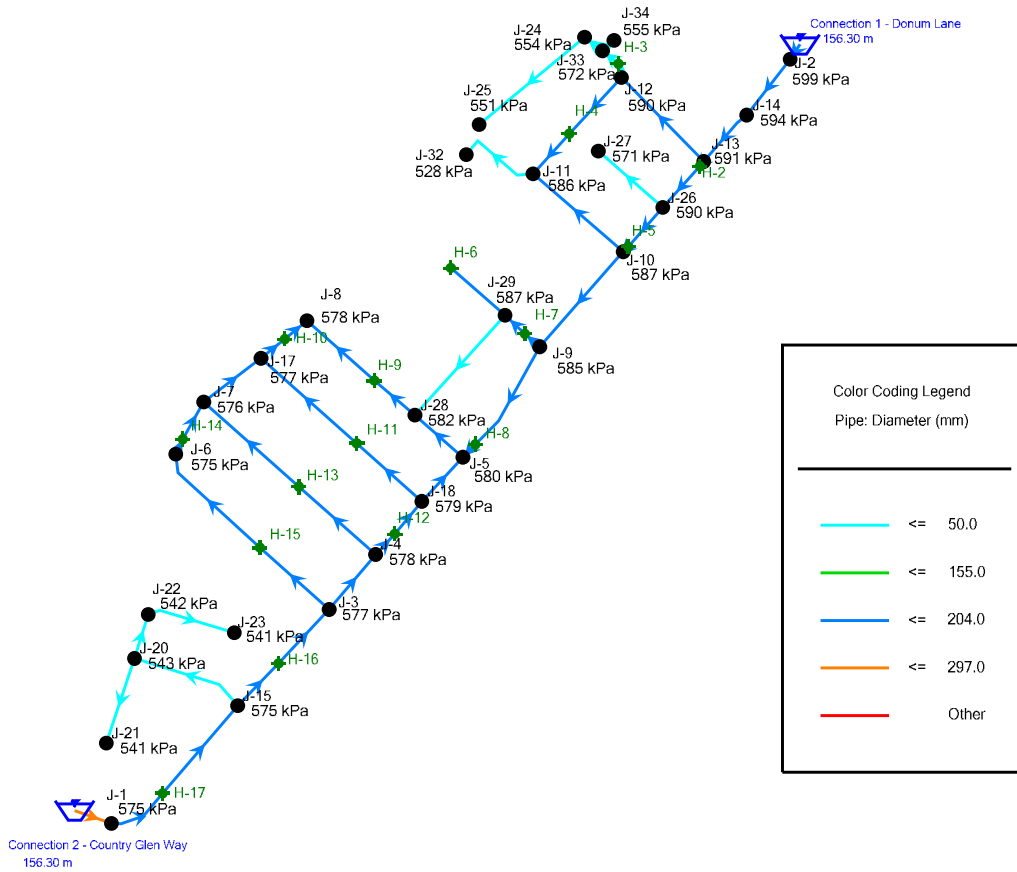 J-34
555 kPa
J-24
554 kPa
H-3
J-33
572 kPa
Connection 1 - Donum Lane
156.30 m
J-2
599 kPa
J-12
590 kPa
J-25
551 kPa
H-4
J-14
594 kPa
J-27
571 kPa
J-13
591 kPa
H-2
J-32
528 kPa
J-11
586 kPa
J-26
590 kPa
H-5
J-10
587 kPa
H-6
J-29
587 kPa
J-8
578 kPa
H-7
H-10
J-9
585 kPa
J-17
577 kPa
H-9
J-7
576 kPa
J-28
582 kPa
H-14
H-11
H-8
J-6
575 kPa
J-5
580 kPa
H-13
J-18
579 kPa
H-12
H-15
J-4
578 kPa
J-22
542 kPa
J-3
577 kPa
J-23
541 kPa
J-20
543 kPa
H-16
J-15
575 kPa
J-21
541 kPa
J-1
575 kPa
H-17
Connection 2 - Country Glen Way
156.30 m
Color Coding Legend
Pipe: Diameter (mm)
<= 50.0
<= 155.0
<= 204.0
<= 297.0
Other